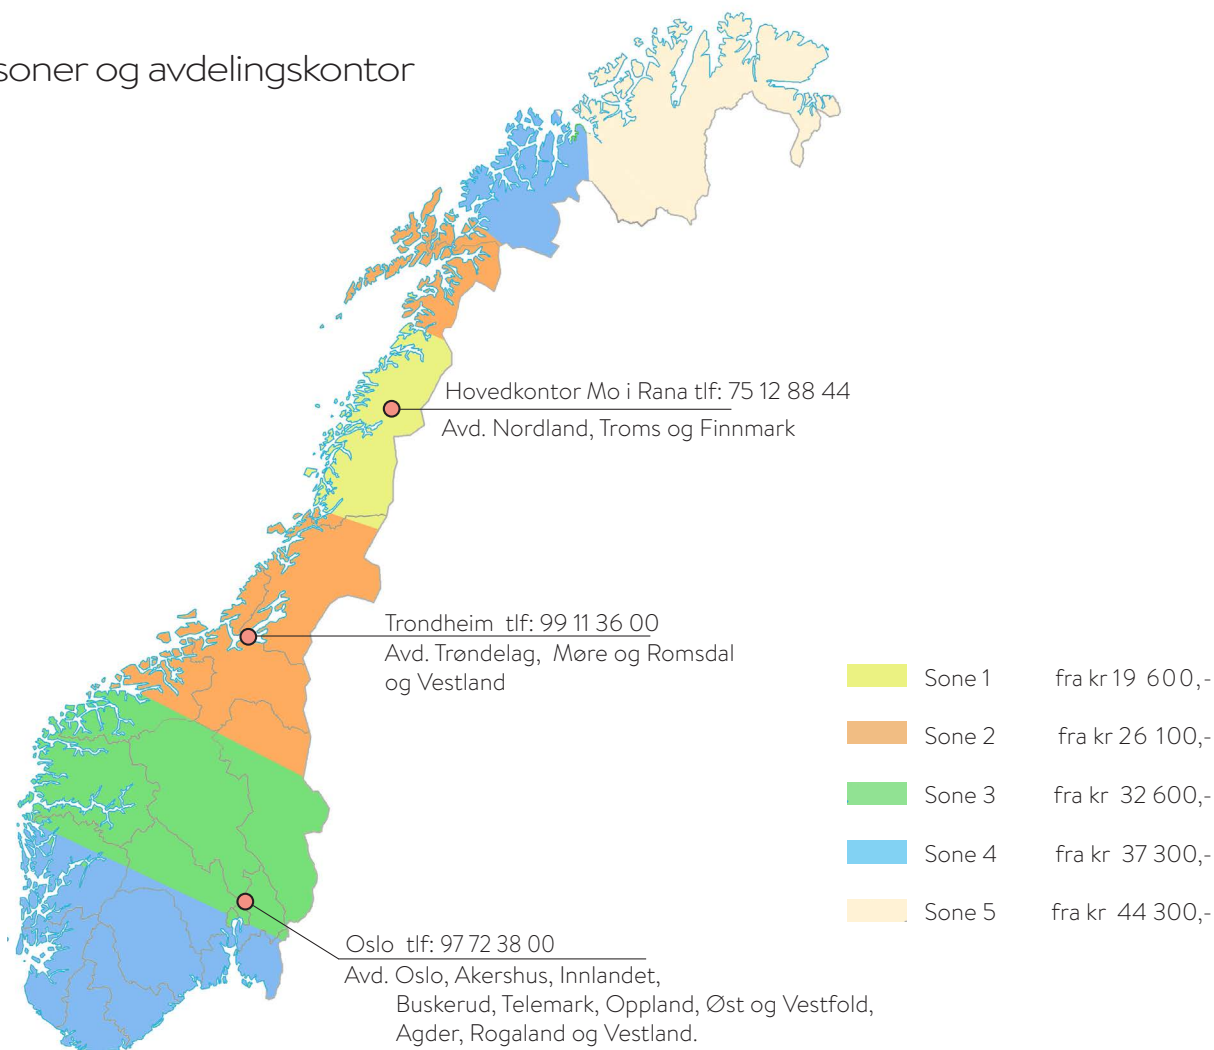 soner og avdelingskontor
Hovedkontor Mo i Rana tlf: 75 12 88 44
Avd. Nordland, Troms og Finnmark
Trondheim tlf: 99 11 36 00
Avd. Trøndelag, Møre og Romsdal
og Vestland
Sone 1 fra kr 19 600,-
Sone 2 fra kr 26 100,-
Sone 3 fra kr 32 600,-
Sone 4 fra kr 37 300,-
Sone 5 fra kr 44 300,-
Oslo tlf: 97 72 38 00
Avd. Oslo, Akershus, Innlandet,
Buskerud, Telemark, Oppland, Øst og Vestfold,
Agder, Rogaland og Vestland.